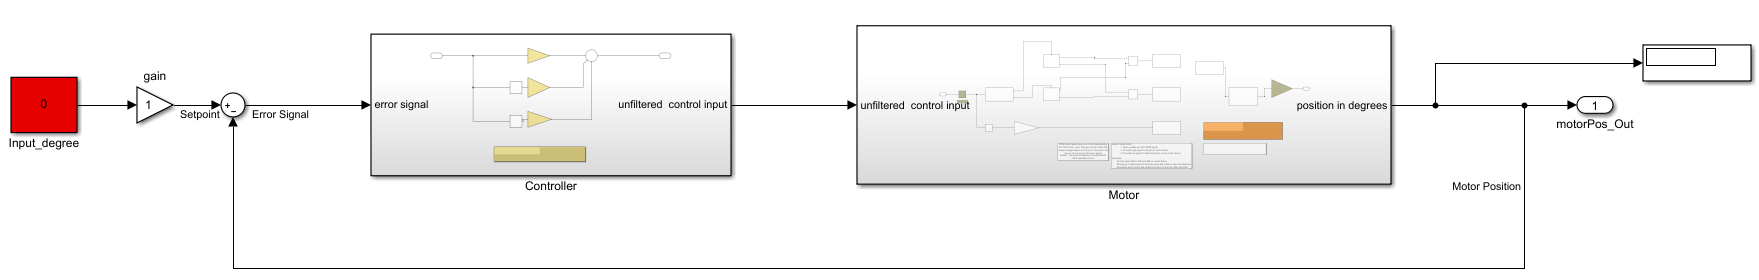 0
Input_degree
gain
1
+
−
Setpoint
Error Signal
error signal
unfiltered control input
Controller
unfiltered control input
position in degrees
Motor
Motor Position
1
motorPos_Out